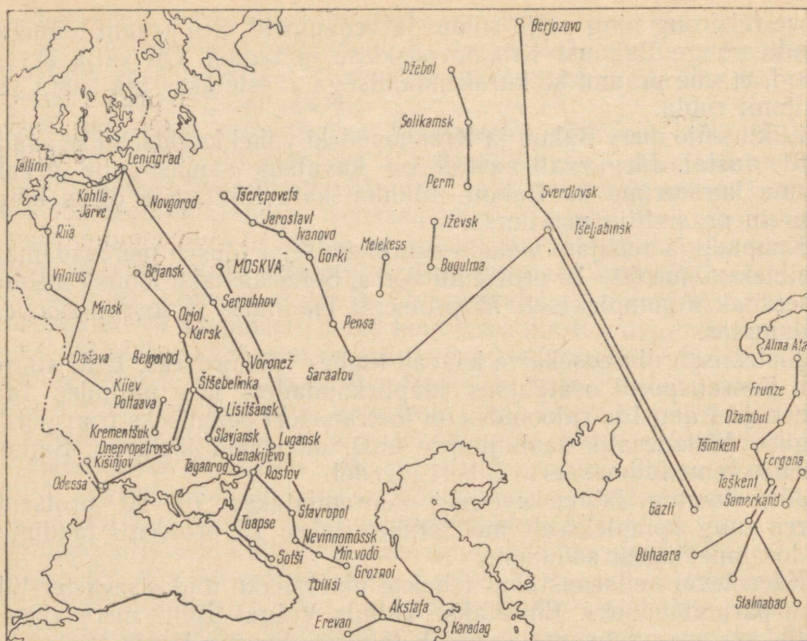 Berjozovo
Džebol
Solikamsk
Tallinn
Leningrad
Kohtla-
Järve
Novgorod
Tšerepovets
Perm
Sverdlovsk
Jaroslavl
Ivanovo
Iževsk
Tšeljabinsk
Riia
Gorki
Melekess
Bugulma
Vilnius
Brjansk
MOSKVA
Minsk
Orjol
Serpuhhov
Pensa
Kursk
Alma Ata
Dašava
Belgorod
Voronež
Saraatov
Kiiev
Štšebelinka
Frunze
Poltaava
Lisitšansk
Džambul
Krementšuk
Slavjansk
Lugansk
Tšimkent
Dnepropetrovsk
Fergana
Kišinjov
Jenakijevo
Taganrog
Rostov
Taškent
Odessa
Samerkand
Gazli
Stavropol
Tuapse
Nevinnomõssk
Buhaara
Min.vodõ
Sotši
Groznoi
Tbilisi
Stalinabad
Akstafa
Erevan
Karadag